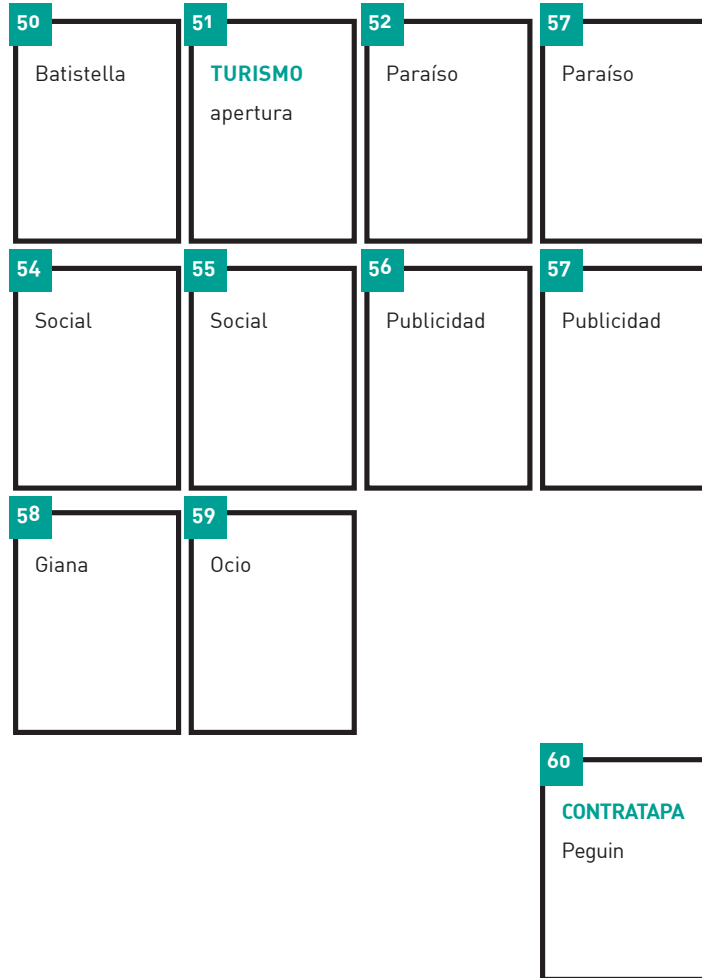 50
Batistella
51
TURISMO
apertura
52
Paraíso
57
Paraíso
54
Social
55
Social
56
Publicidad
57
Publicidad
58
Giana
59
Ocio
60
CONTRATAPA
Peguin